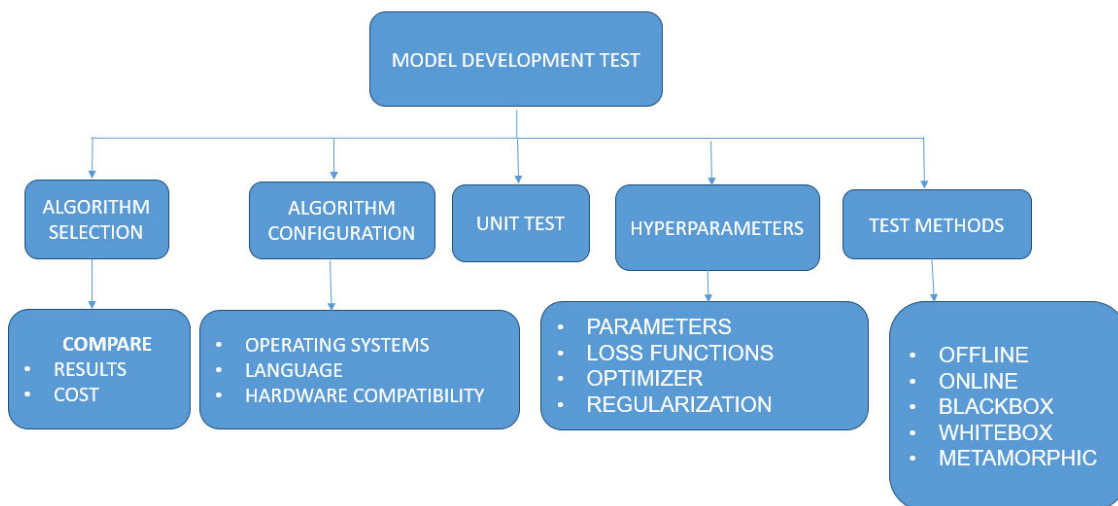 MODEL DEVELOPMENT TEST
ALGORITHM
SELECTION
ALGORITHM
CONFIGURATION
UNIT TEST
HYPERPARAMETERS
TEST METHODS
COMPARE
• RESULTS
• COST
• OPERATING SYSTEMS
• LANGUAGE
• HARDWARE COMPATIBILITY
• PARAMETERS
• LOSS FUNCTIONS
• OPTIMIZER
• REGULARIZATION
• OFFLINE
• ONLINE
• BLACKBOX
• WHITEBOX
• METAMORPHIC